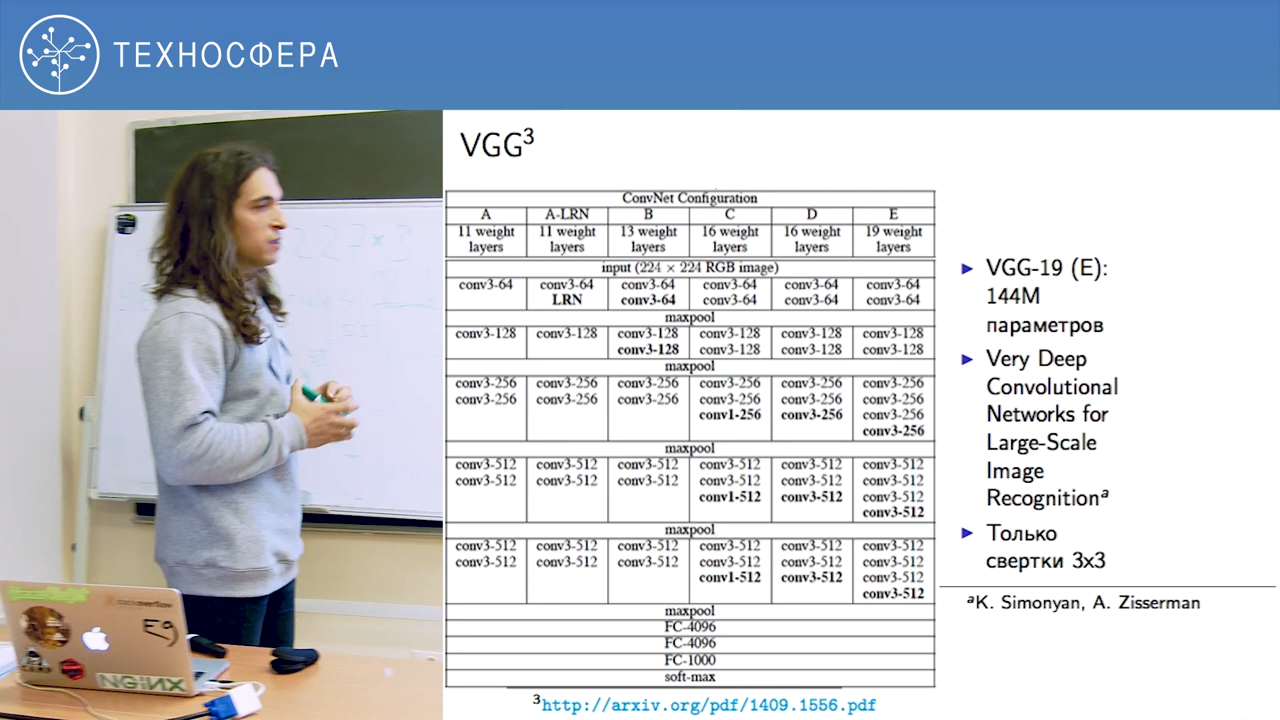 ТЕХНОСФЕРА
VGG3
ConvNet Configuration
A A-LRN B C D E
11 weight layers 11 weight layers 13 weight layers 16 weight layers 16 weight layers 19 weight layers
input (224 × 224 RGB image)
conv3-64 conv3-64 conv3-64 conv3-64 conv3-64 conv3-64
LRN conv3-64 conv3-64 conv3-64 conv3-64
maxpool
conv3-128 conv3-128 conv3-128 conv3-128 conv3-128 conv3-128
conv3-128 conv3-128 conv3-128 conv3-128
maxpool
conv3-256 conv3-256 conv3-256 conv3-256 conv3-256 conv3-256
conv3-256 conv3-256 conv3-256 conv3-256 conv3-256 conv3-256
conv1-256 conv3-256 conv3-256
conv3-256
maxpool
conv3-512 conv3-512 conv3-512 conv3-512 conv3-512 conv3-512
conv3-512 conv3-512 conv3-512 conv3-512 conv3-512 conv3-512
conv1-512 conv3-512 conv3-512
conv3-512
maxpool
conv3-512 conv3-512 conv3-512 conv3-512 conv3-512 conv3-512
conv3-512 conv3-512 conv3-512 conv3-512 conv3-512 conv3-512
conv1-512 conv3-512 conv3-512
conv3-512
maxpool
FC-4096
FC-4096
FC-1000
soft-max
3http://arxiv.org/pdf/1409.1556.pdf
► VGG-19 (E):
144M
параметров
► Very Deep
Convolutional
Networks for
Large-Scale
Image
Recognitiona
► Только
свертки 3x3
aK. Simonyan, A. Zisserman
227×3
stackoverflow
NGINX